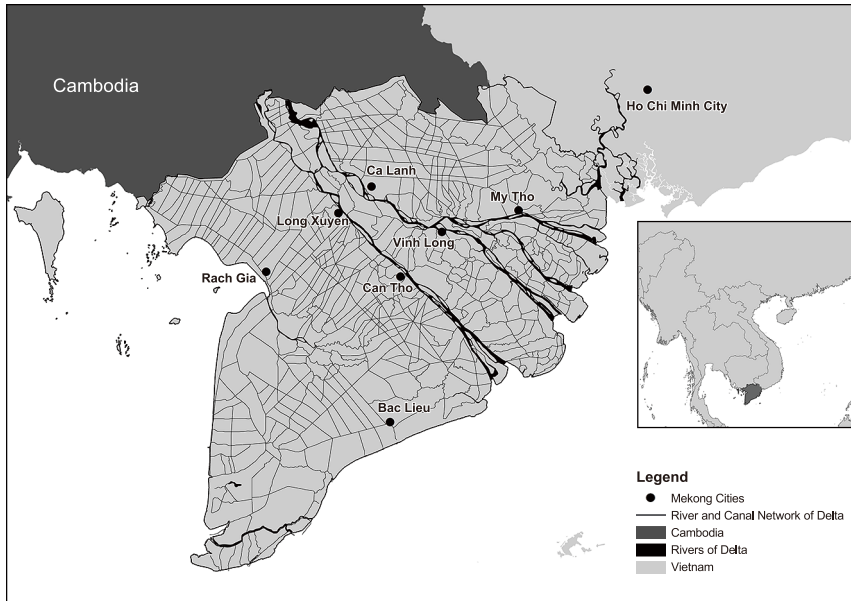 Cambodia
Ho Chi Minh City
Ca Lanh
My Tho
Long Xuyen
Vinh Long
Rach Gia
Can Tho
Bac Lieu
Legend
Mekong Cities
River and Canal Network of Delta
Cambodia
Rivers of Delta
Vietnam